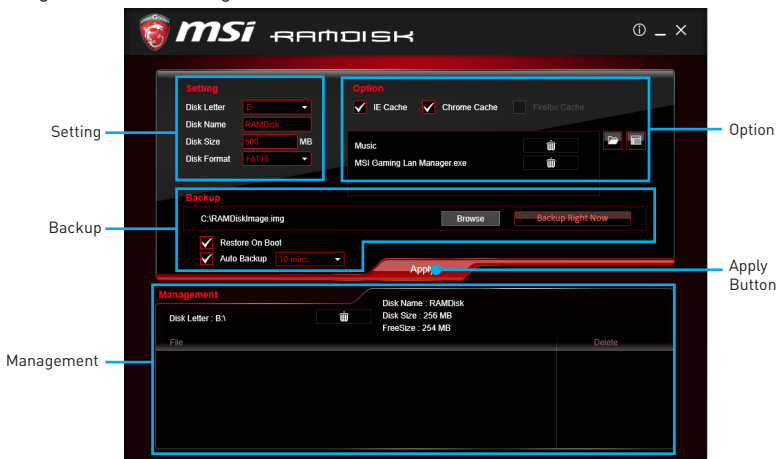 msi RAMDISK
Setting
Disk Letter D:
Disk Name RAMDisk
Disk Size 500 MB
Disk Format FAT16
Option
IE Cache Chrome Cache Firefox Cache
Music
MSI Gaming Lan Manager.exe
Setting
Option
Backup
C:\RAMDiskImage.img Browse Backup Right Now
Restore On Boot
Auto Backup 10 mins
Backup
Apply
Apply
Button
Management
Disk Letter : B:\
Disk Name : RAMDisk
Disk Size : 256 MB
FreeSize : 254 MB
File Delete
Management